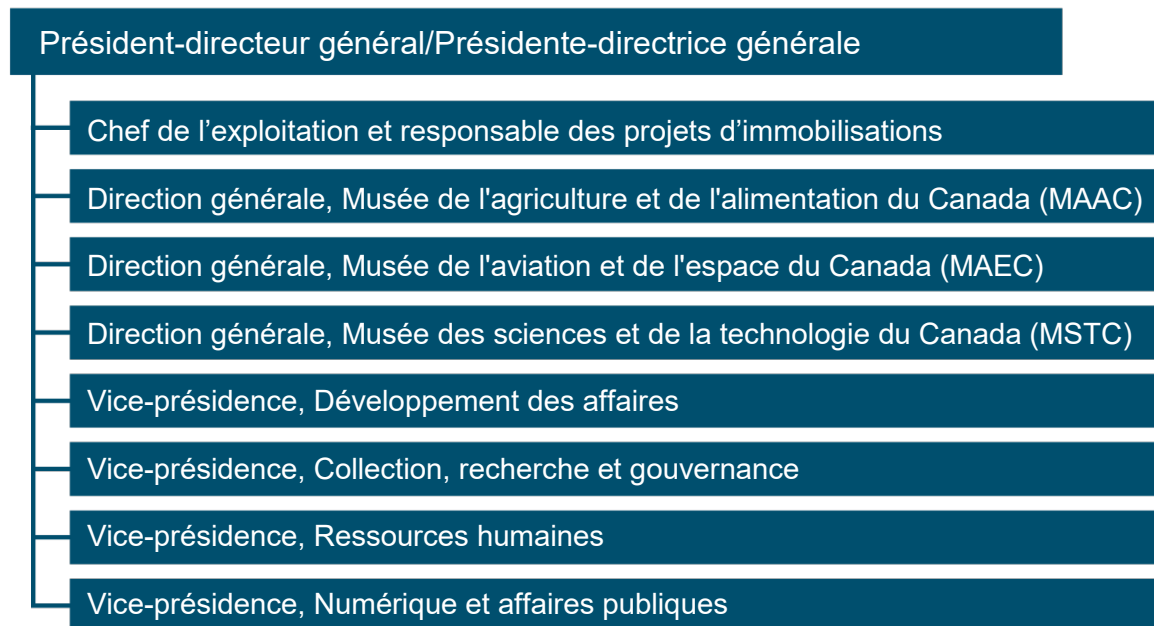 Président-directeur général/Présidente-directrice générale
Chef de l’exploitation et responsable des projets d’immobilisations
Direction générale, Musée de l'agriculture et de l'alimentation du Canada (MAAC)
Direction générale, Musée de l'aviation et de l'espace du Canada (MAEC)
Direction générale, Musée des sciences et de la technologie du Canada (MSTC)
Vice-présidence, Développement des affaires
Vice-présidence, Collection, recherche et gouvernance
Vice-présidence, Ressources humaines
Vice-présidence, Numérique et affaires publiques